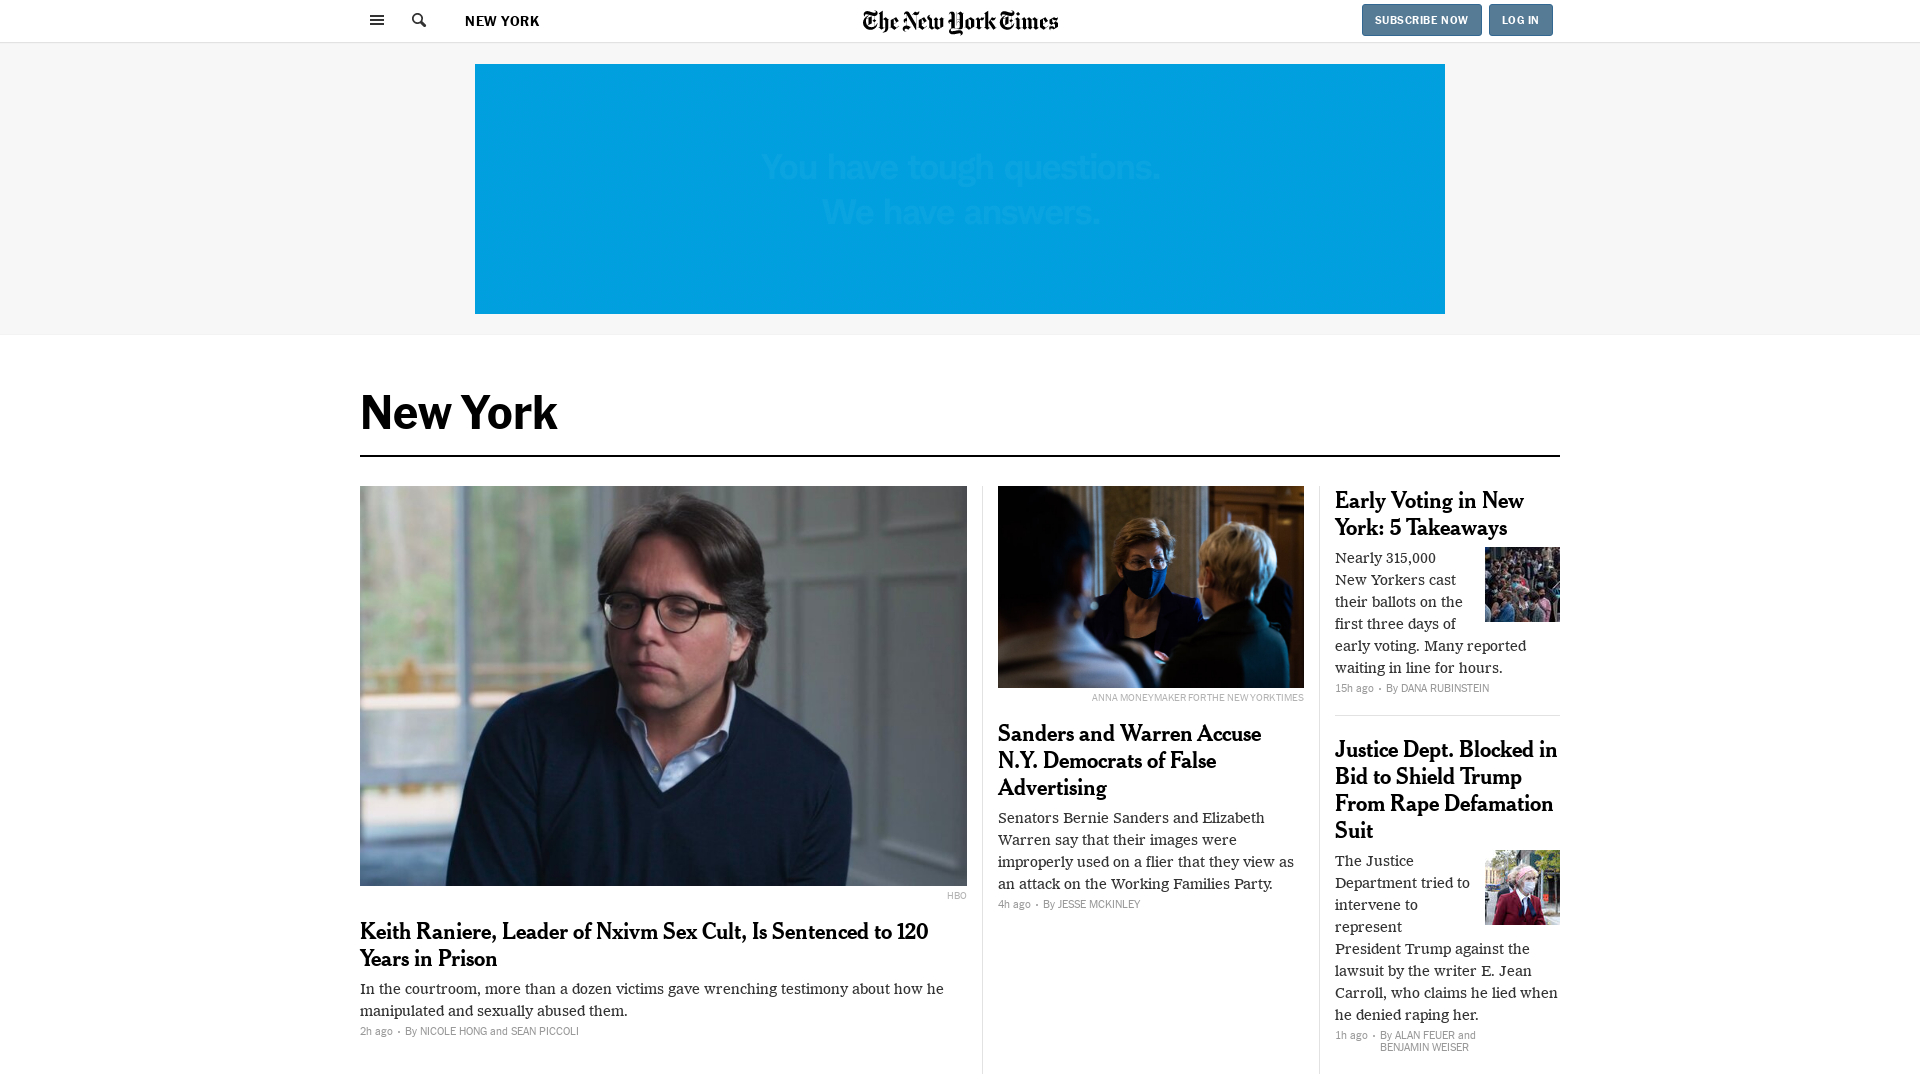 NEW YORK
The New York Times
SUBSCRIBE NOW
LOG IN
You have tough questions.
We have answers.
New York
HBO
Keith Raniere, Leader of Nxivm Sex Cult, Is Sentenced to 120
Years in Prison
In the courtroom, more than a dozen victims gave wrenching testimony about how he
manipulated and sexually abused them.
2h ago • By NICOLE HONG and SEAN PICCOLI
ANNA MONEYMAKER FOR THE NEW YORK TIMES
Sanders and Warren Accuse
N.Y. Democrats of False
Advertising
Senators Bernie Sanders and Elizabeth
Warren say that their images were
improperly used on a flier that they view as
an attack on the Working Families Party.
4h ago • By JESSE MCKINLEY
Early Voting in New
York: 5 Takeaways
Nearly 315,000
New Yorkers cast
their ballots on the
first three days of
early voting. Many reported
waiting in line for hours.
15h ago • By DANA RUBINSTEIN
Justice Dept. Blocked in
Bid to Shield Trump
From Rape Defamation
Suit
The Justice
Department tried to
intervene to
represent
President Trump against the
lawsuit by the writer E. Jean
Carroll, who claims he lied when
he denied raping her.
1h ago • By ALAN FEUER and
BENJAMIN WEISER